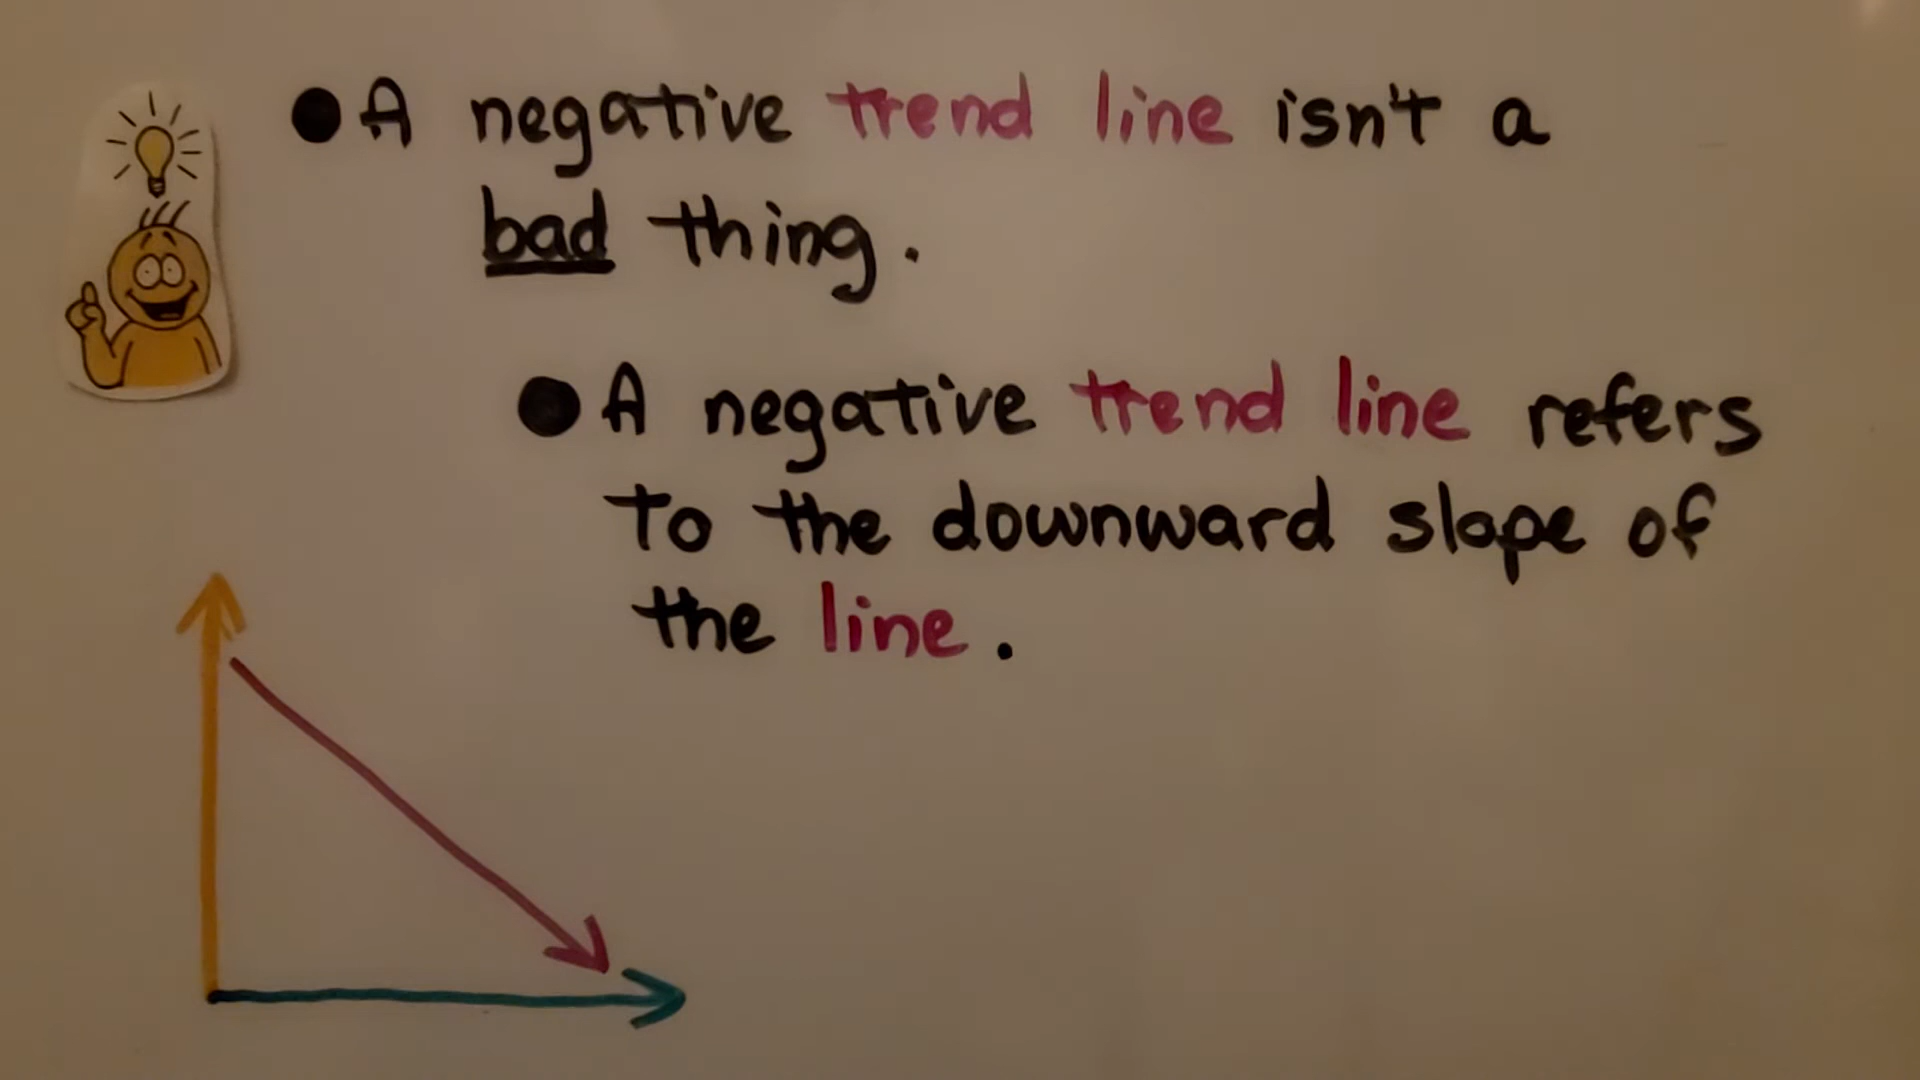 ● A negative trend line isn't a
bad thing.
● A negative trend line refers
to the downward slope of
the line.